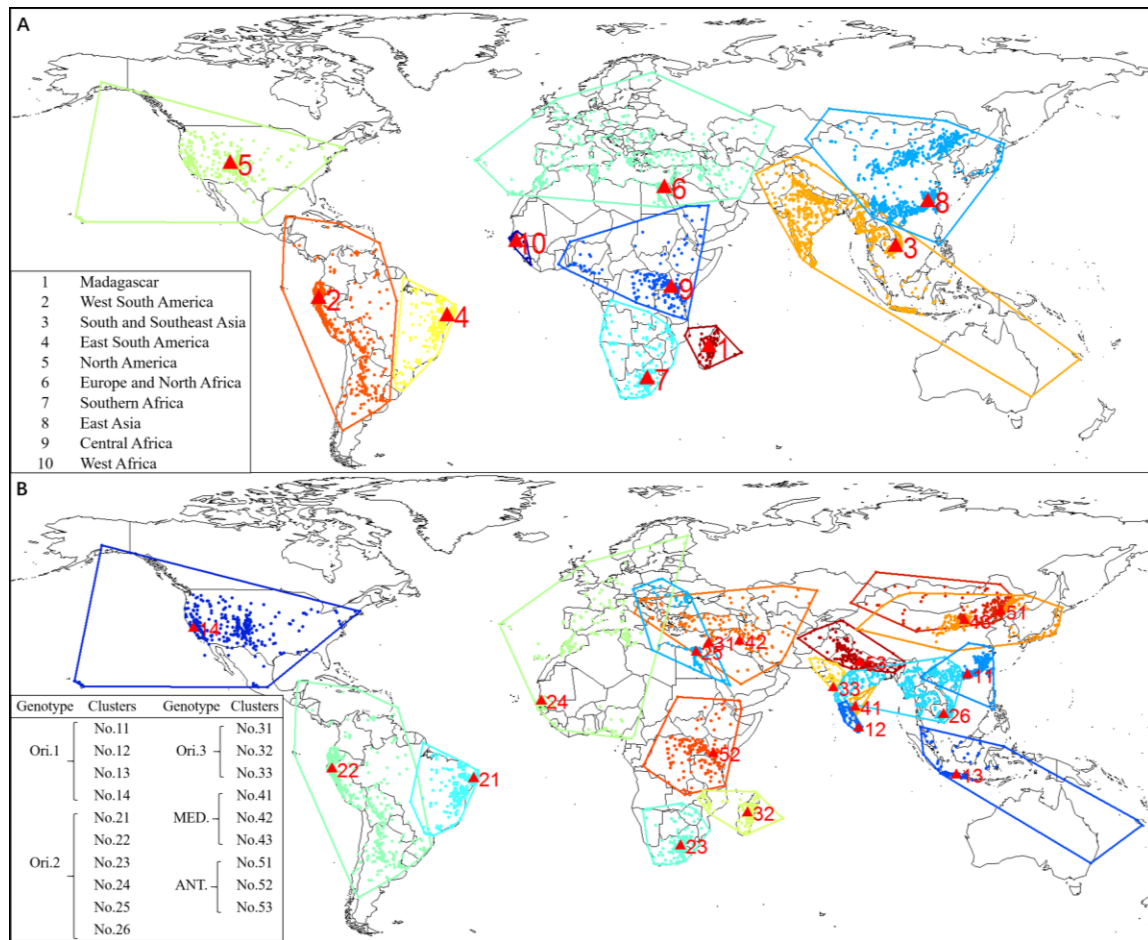 A
5
6
8
10
3
2
9
4
1
7
1 Madagascar
2 West South America
3 South and Southeast Asia
4 East South America
5 North America
6 Europe and North Africa
7 Southern Africa
8 East Asia
9 Central Africa
10 West Africa
B
14
51
31
42
25
53
11
33
24
41
26
12
52
22
21
13
32
23
Genotype Clusters Genotype Clusters
No.11 No.31
Ori.1 No.12 Ori.3 No.32
No.13 No.33
No.14 No.41
No.21 MED. No.42
No.22 No.43
Ori.2 No.23 No.51
No.24 ANT. No.52
No.25 No.53
No.26